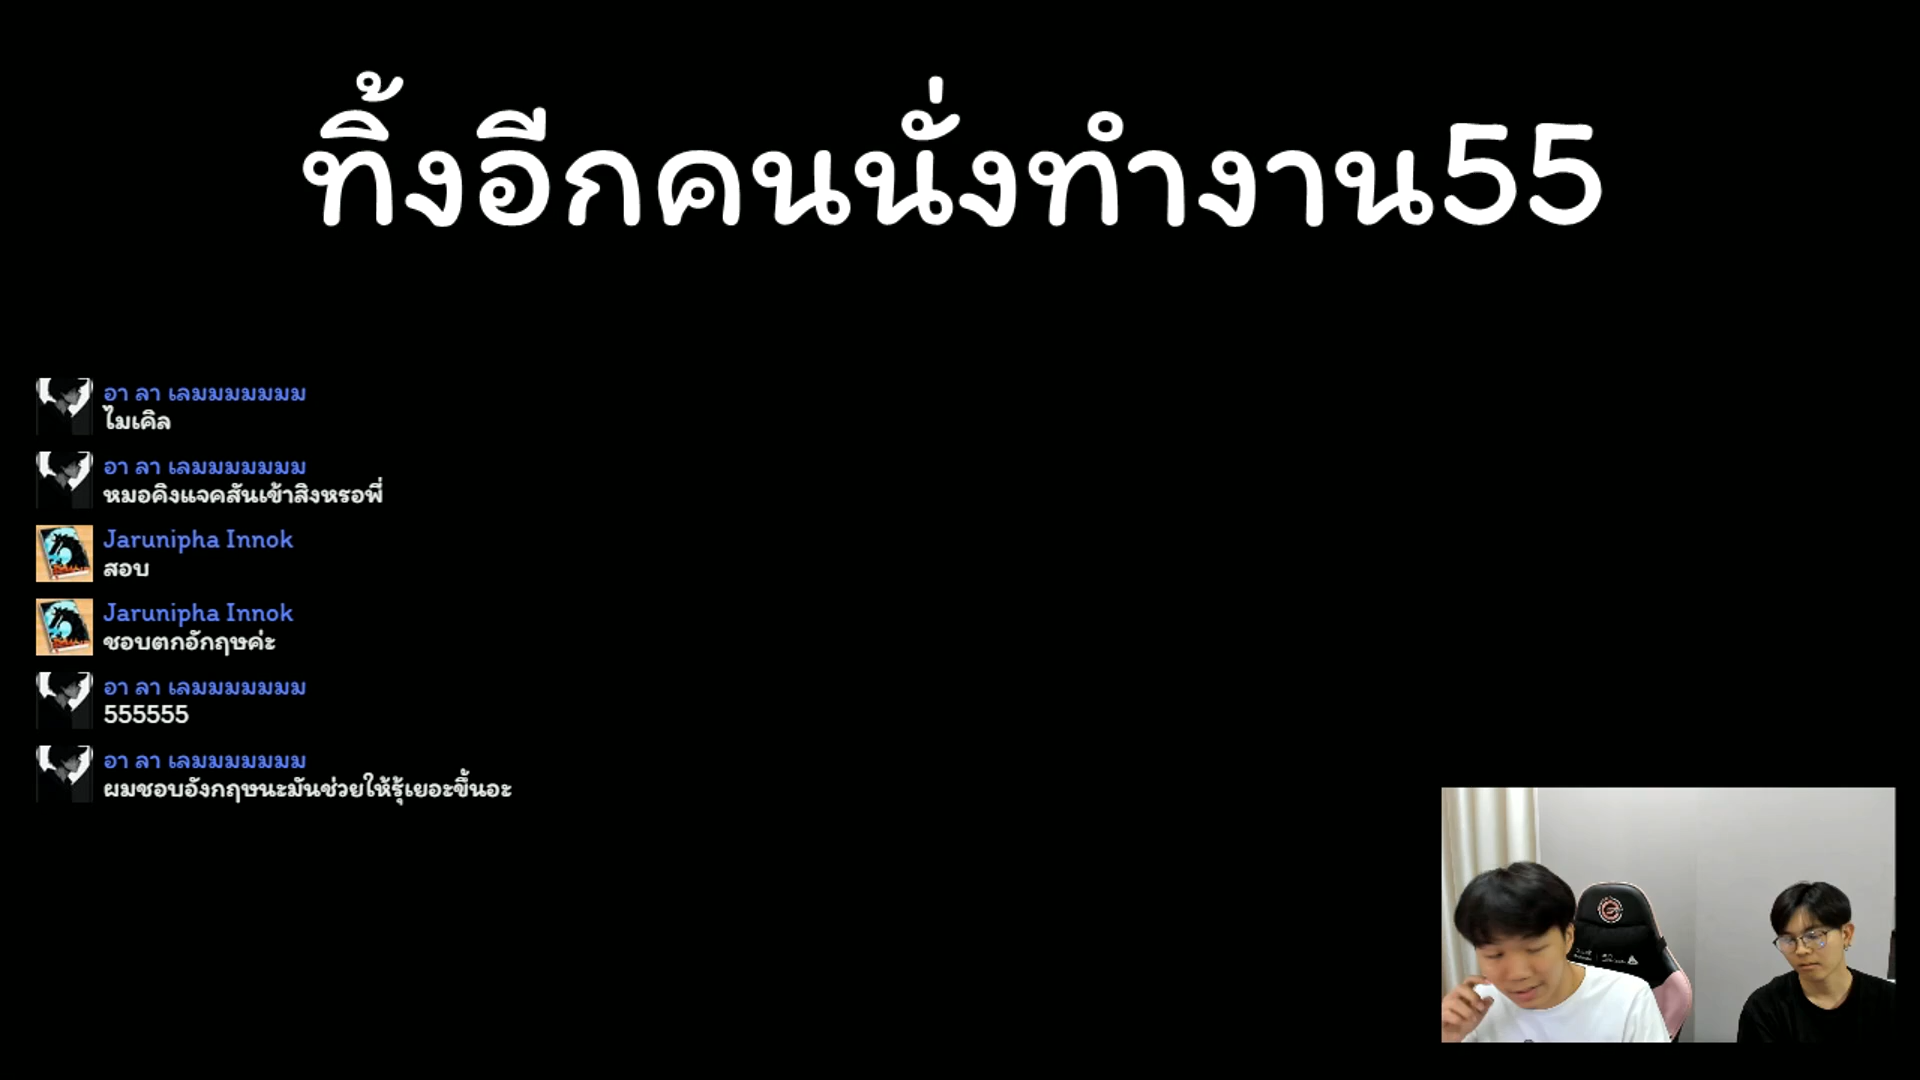 ทิ้งอีกคนนั่งทำงาน55
อา ลา เลมมมมมมม
ไมเคิล
อา ลา เลมมมมมมม
หมอคิงแจคสันเข้าสิงหรอพี่
Jarunipha Innok
สอบ
Jarunipha Innok
ชอบตกอักฤษค่ะ
อา ลา เลมมมมมมม
555555
อา ลา เลมมมมมมม
ผมชอบอังกฤษนะมันช่วยให้รุ้เยอะขึ้นอะ